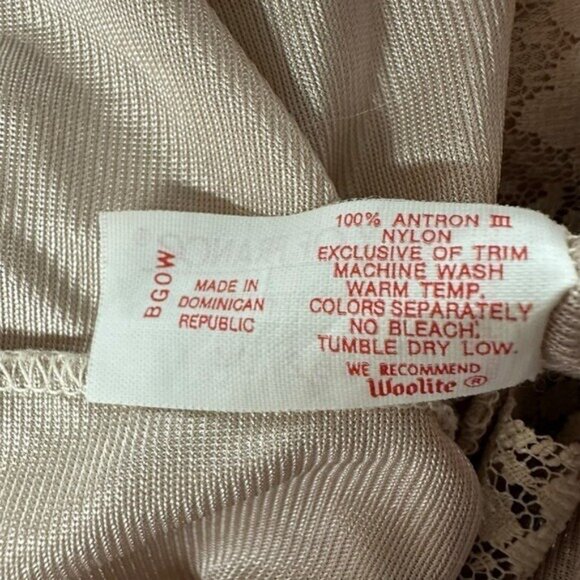 BGOW
MADE IN
DOMINICAN
REPUBLIC
100% ANTRON III
NYLON
EXCLUSIVE OF TRIM
MACHINE WASH
WARM TEMP.
COLORS SEPARATELY
NO BLEACH.
TUMBLE DRY LOW.
WE RECOMMEND
Woolite ®